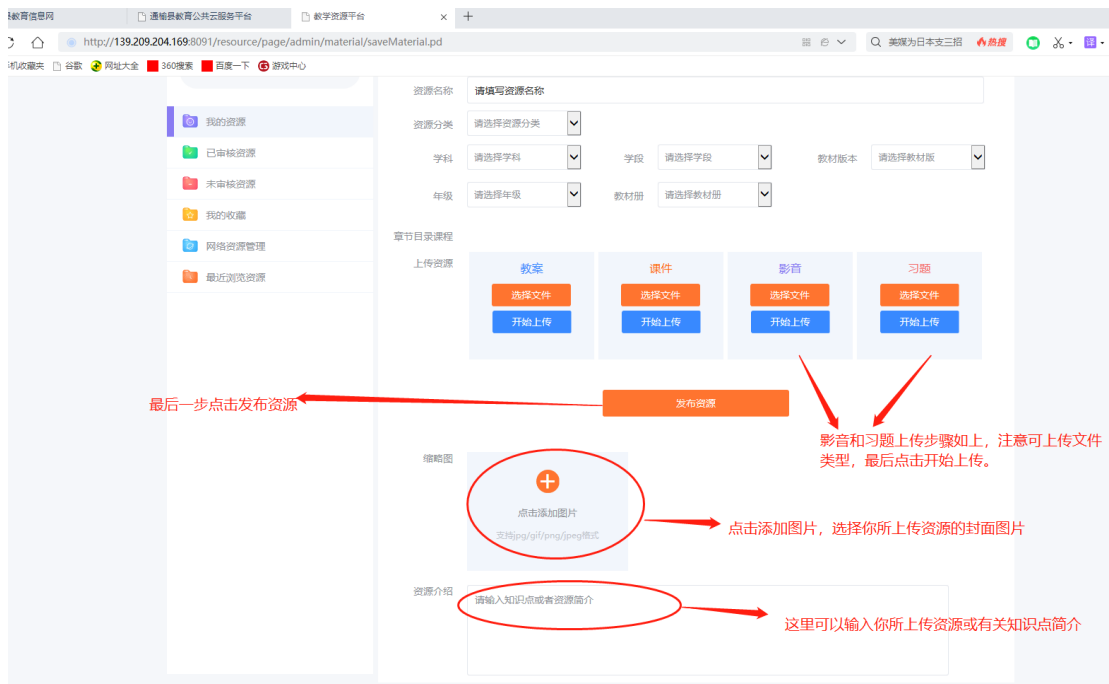 县教育信息网 通榆县教育公共云服务平台 教学资源平台
http://139.209.204.169:8091/resource/page/admin/material/saveMaterial.pd 美媒为日本支三招 热搜 译
机收藏夹 谷歌 网址大全 360搜索 百度一下 游戏中心
资源名称 请填写资源名称
我的资源
资源分类 请选择资源分类
已审核资源
学科 请选择学科 学段 请选择学段 教材版本 请选择教材版
未审核资源
年级 请选择年级 教材册 请选择教材册
我的收藏
章节目录课程
网络资源管理
上传资源
最近浏览资源
教案 课件 影音 习题
选择文件 选择文件 选择文件 选择文件
开始上传 开始上传 开始上传 开始上传
最后一步点击发布资源
发布资源
影音和习题上传步骤如上，注意可上传文件
类型，最后点击开始上传。
缩略图
点击添加图片
支持jpg/gif/png/jpeg格式
点击添加图片，选择你所上传资源的封面图片
资源介绍
请输入知识点或者资源简介
这里可以输入你所上传资源或有关知识点简介